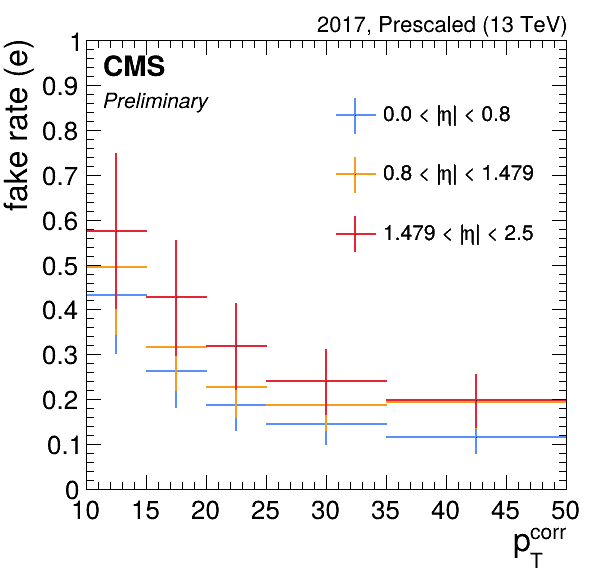 2017, Prescaled (13 TeV)
fake rate (e)
CMS
Preliminary
0.0 < |η| < 0.8
0.8 < |η| < 1.479
1.479 < |η| < 2.5
1
0.9
0.8
0.7
0.6
0.5
0.4
0.3
0.2
0.1
0
10 15 20 25 30 35 40 45 50
p_T^corr